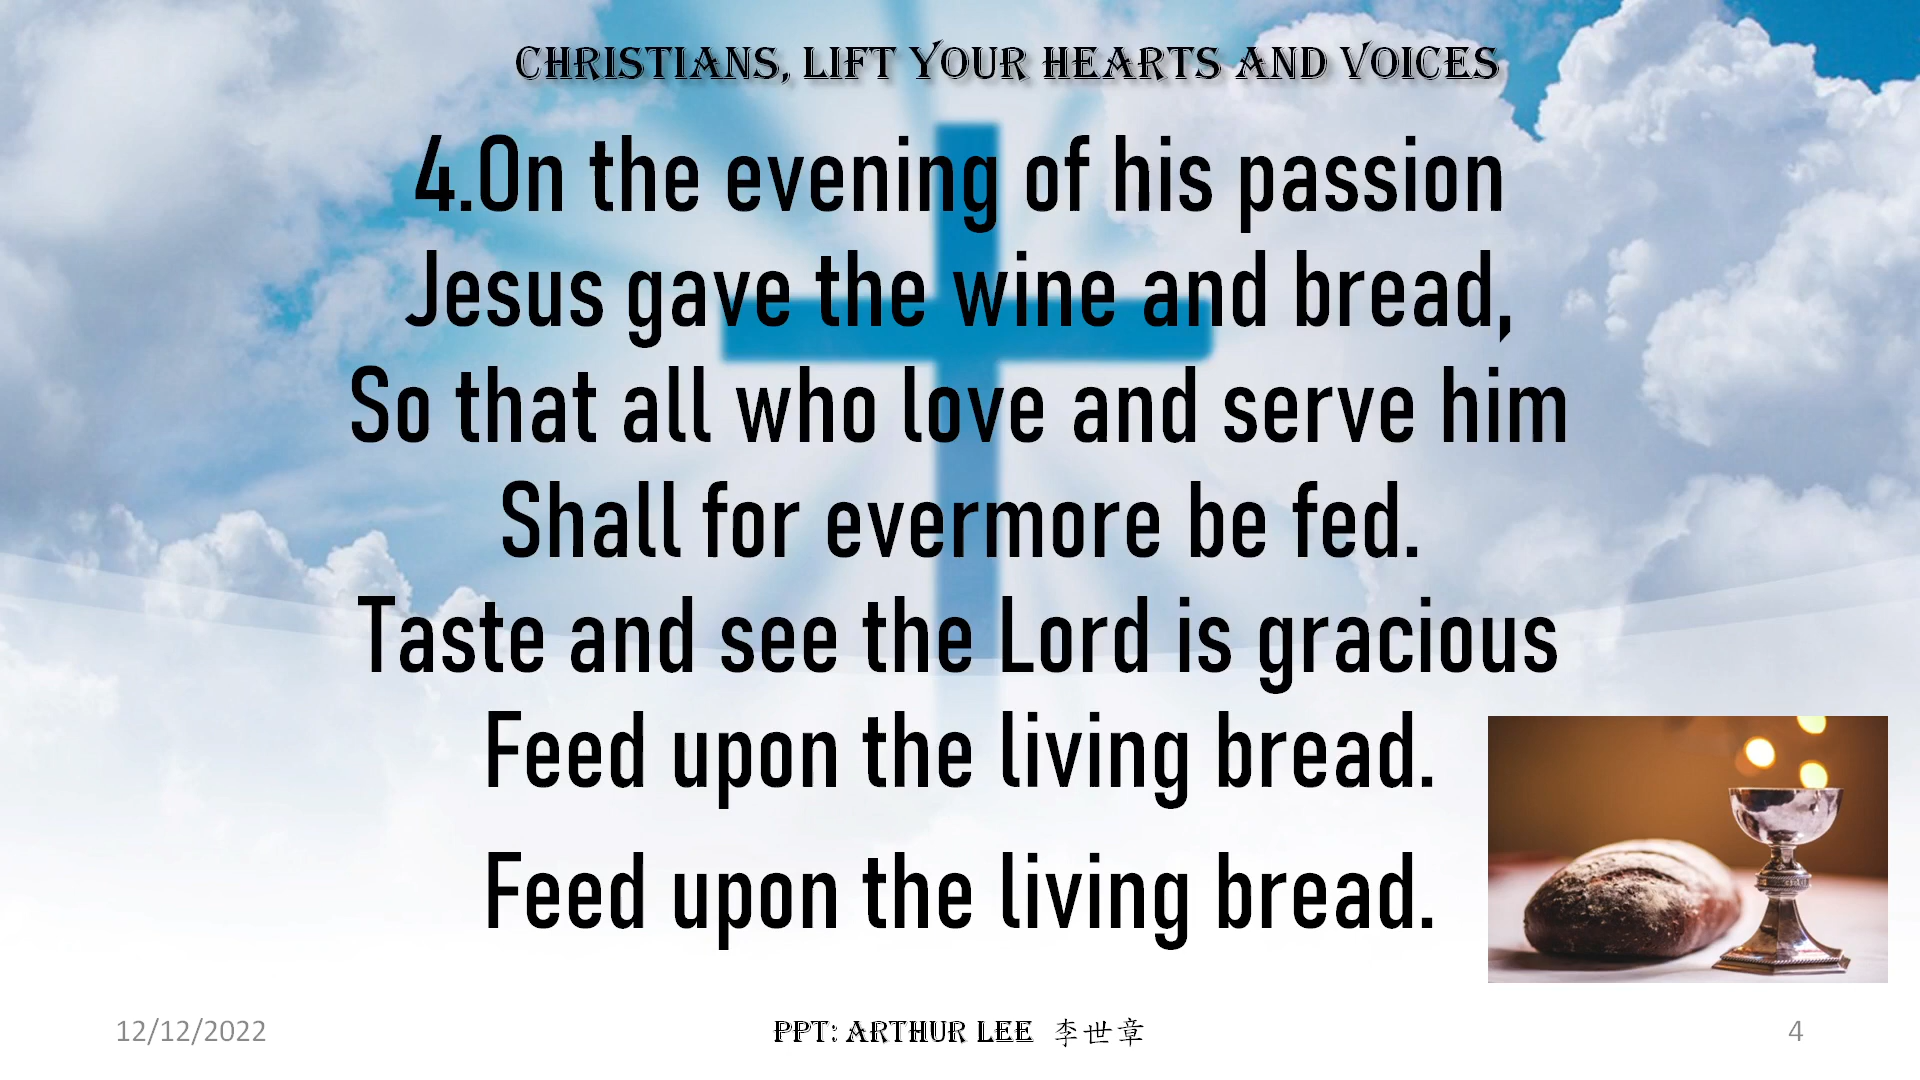 CHRISTIANS, LIFT YOUR HEARTS AND VOICES
4.On the evening of his passion
Jesus gave the wine and bread,
So that all who love and serve him
Shall for evermore be fed.
Taste and see the Lord is gracious
Feed upon the living bread.
Feed upon the living bread.
12/12/2022
PPT: ARTHUR LEE 李世章
4